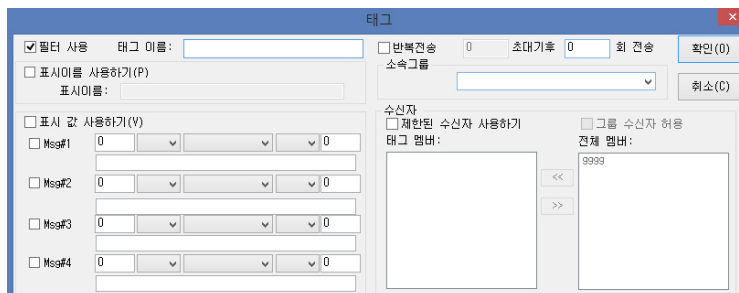 태그
필터 사용 태그 이름:
표시이름 사용하기(P)
표시이름:
표시 값 사용하기(V)
Msg#1 0 0
Msg#2 0 0
Msg#3 0 0
Msg#4 0 0
반복전송 0 초대기후 0 회 전송
소속그룹
확인(O)
취소(C)
수신자
제한된 수신자 사용하기 그룹 수신자 허용
태그 멤버: 전체 멤버:
9999
<<
>>